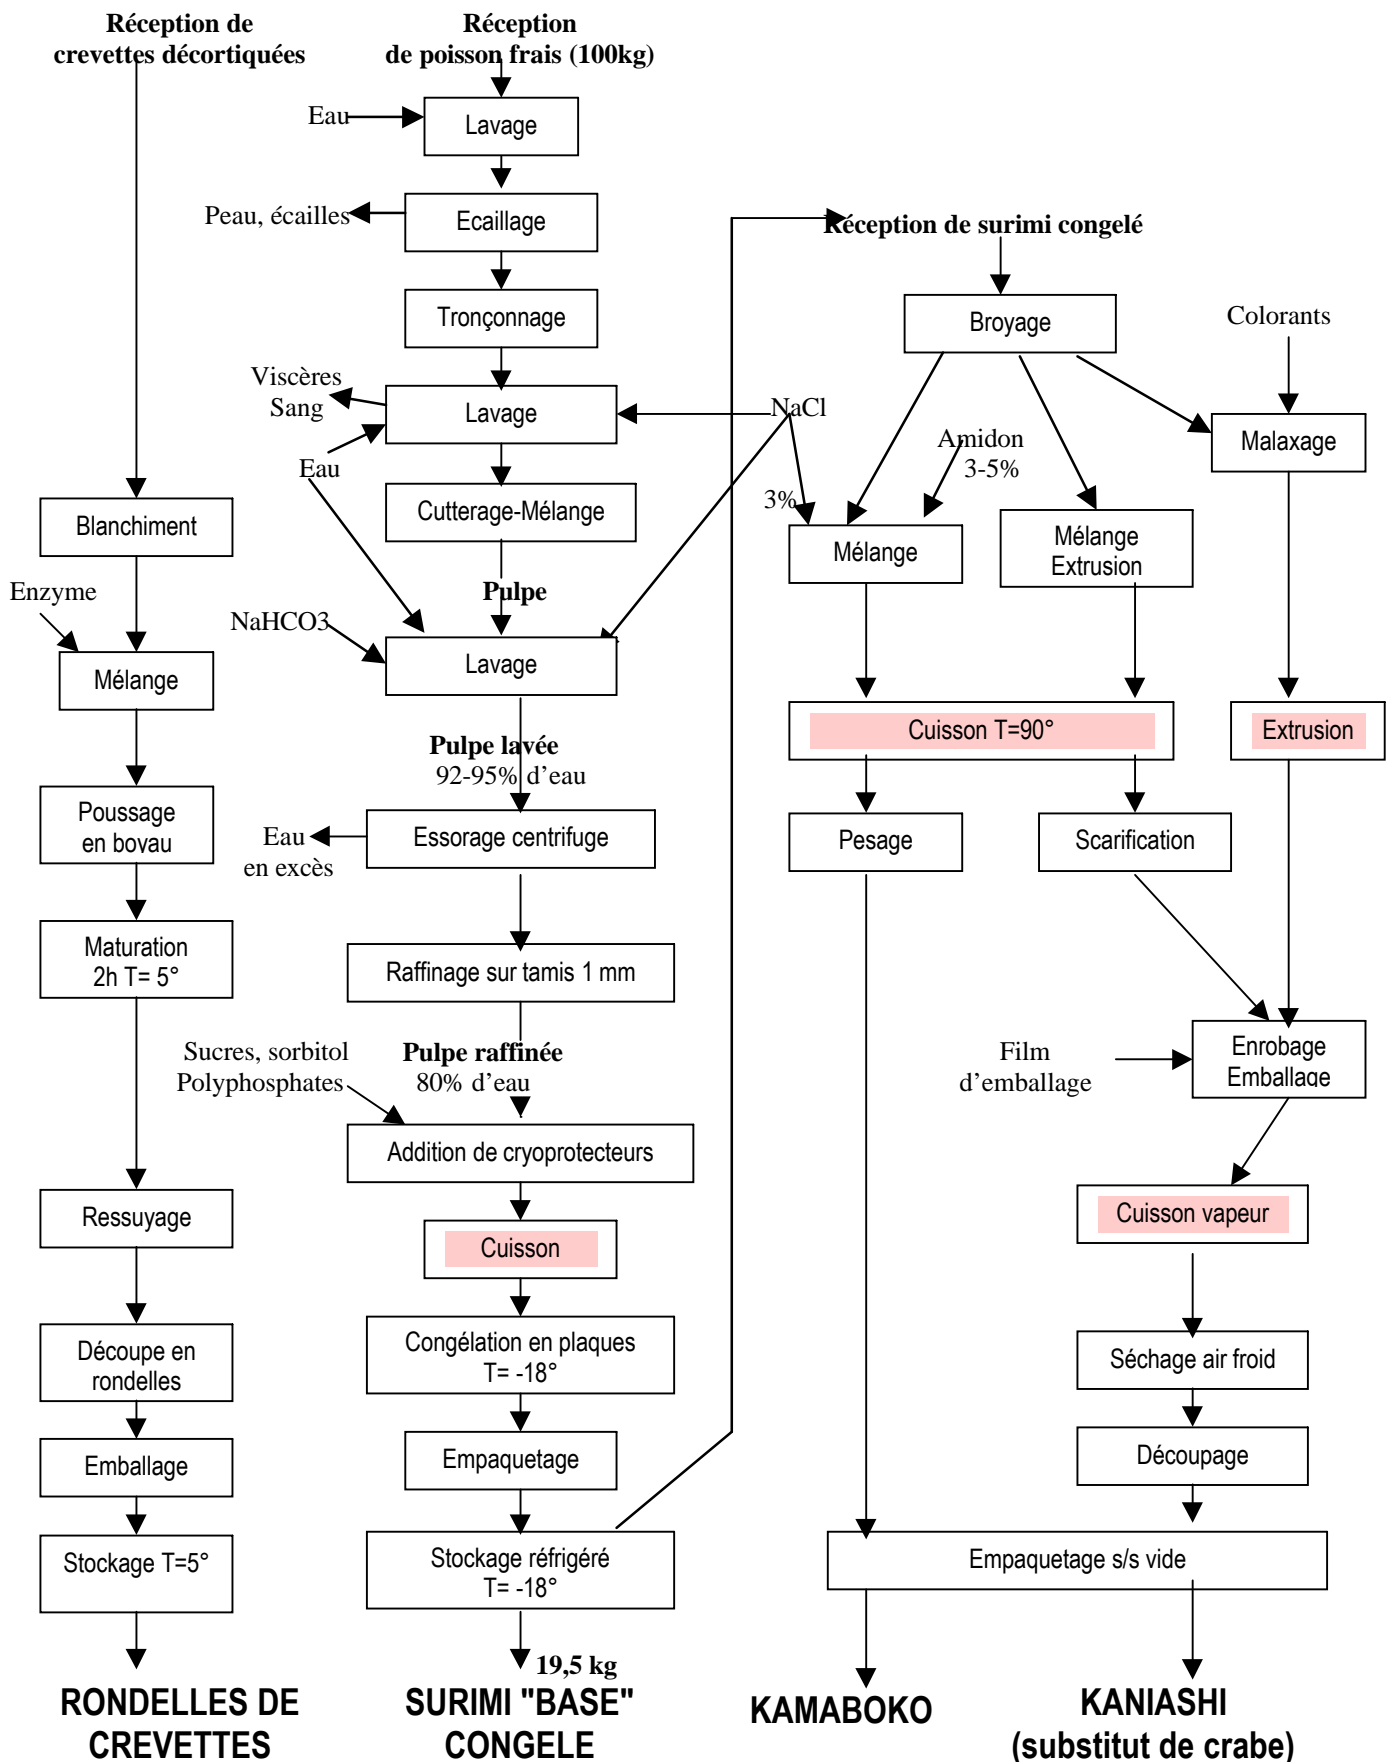 Réception de
crevettes décortiquées
Réception
de poisson frais (100kg)
Eau
Lavage
Peau, écailles
Ecaillage
Réception de surimi congelé
Tronçonnage
Broyage
Colorants
Viscères
Sang
Lavage
NaCl
Amidon
3-5%
Malaxage
Eau
3%
Cutterage-Mélange
Blanchiment
Mélange
Mélange
Extrusion
Enzyme
Pulpe
NaHCO3
Lavage
Mélange
Cuisson T=90°
Extrusion
Pulpe lavée
92-95% d’eau
Poussage
en boyau
Eau
en excès
Essorage centrifuge
Pesage
Scarification
Maturation
2h T= 5°
Raffinage sur tamis 1 mm
Sucres, sorbitol
Polyphosphates
Pulpe raffinée
80% d’eau
Film
d’emballage
Enrobage
Emballage
Addition de cryoprotecteurs
Ressuyage
Cuisson
Cuisson vapeur
Découpe en
rondelles
Congélation en plaques
T= -18°
Séchage air froid
Emballage
Empaquetage
Découpage
Stockage T=5°
Stockage réfrigéré
T= -18°
Empaquetage s/s vide
19,5 kg
RONDELLES DE
CREVETTES
SURIMI "BASE"
CONGELE
KAMABOKO
KANIASHI
(substitut de crabe)